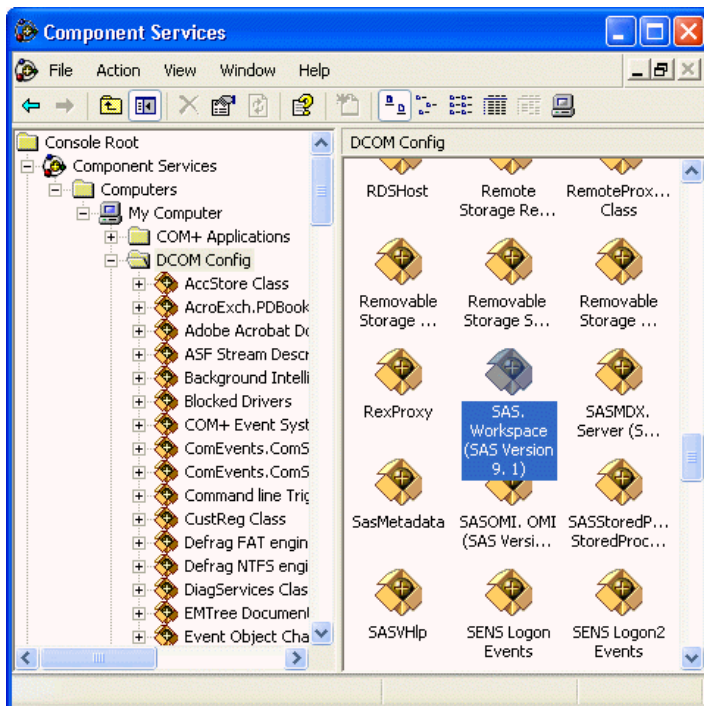 Component Services
File Action View Window Help
Console Root
Component Services
Computers
My Computer
COM+ Applications
DCOM Config
AccStore Class
AcroExch.PDBook
Adobe Acrobat Do
ASF Stream Descr
Background Intelli
Blocked Drivers
COM+ Event Syst
ComEvents.ComS
ComEvents.ComS
Command line Trig
CustReg Class
Defrag FAT engin
Defrag NTFS engi
DiagServices Clas
EMTree Document
Event Object Cha
DCOM Config
RDSHost
Remote
Storage Re...
RemoteProx...
Class
Removable
Storage ...
Removable
Storage S...
Removable
Storage ...
RexProxy
SAS.
Workspace
(SAS Version
9.1)
SASMDX.
Server (S...
SasMetadata
SASOMI. OMI
(SAS Versi...
SASStoredP...
StoredProc...
SASVHlp
SENS Logon
Events
SENS Logon2
Events